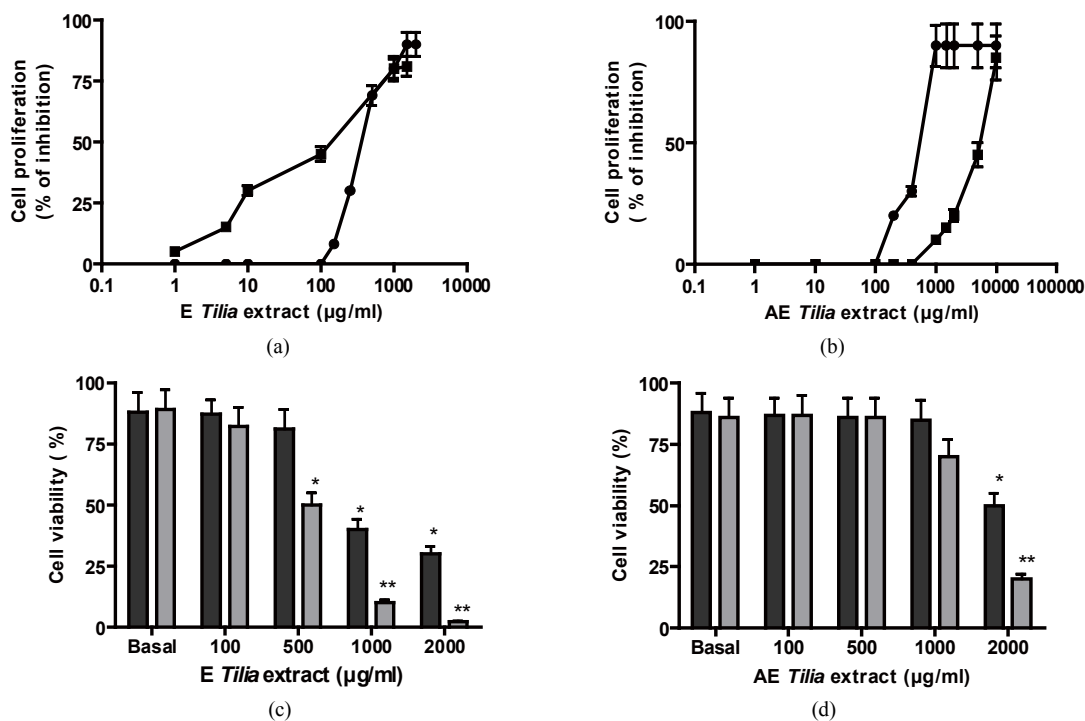 100
75
50
25
0
Cell proliferation
(% of inhibition)
0.1 1 10 100 1000 10000
E Tilia extract (µg/ml)
(a)
100
75
50
25
0
Cell proliferation
( % of inhibition)
0.1 1 10 100 1000 10000 100000
AE Tilia extract (µg/ml)
(b)
100
75
50
25
0
Cell viability ( %)
* * ** * **
Basal 100 500 1000 2000
E Tilia extract (µg/ml)
(c)
100
75
50
25
0
Cell viability (%)
* **
Basal 100 500 1000 2000
AE Tilia extract (µg/ml)
(d)